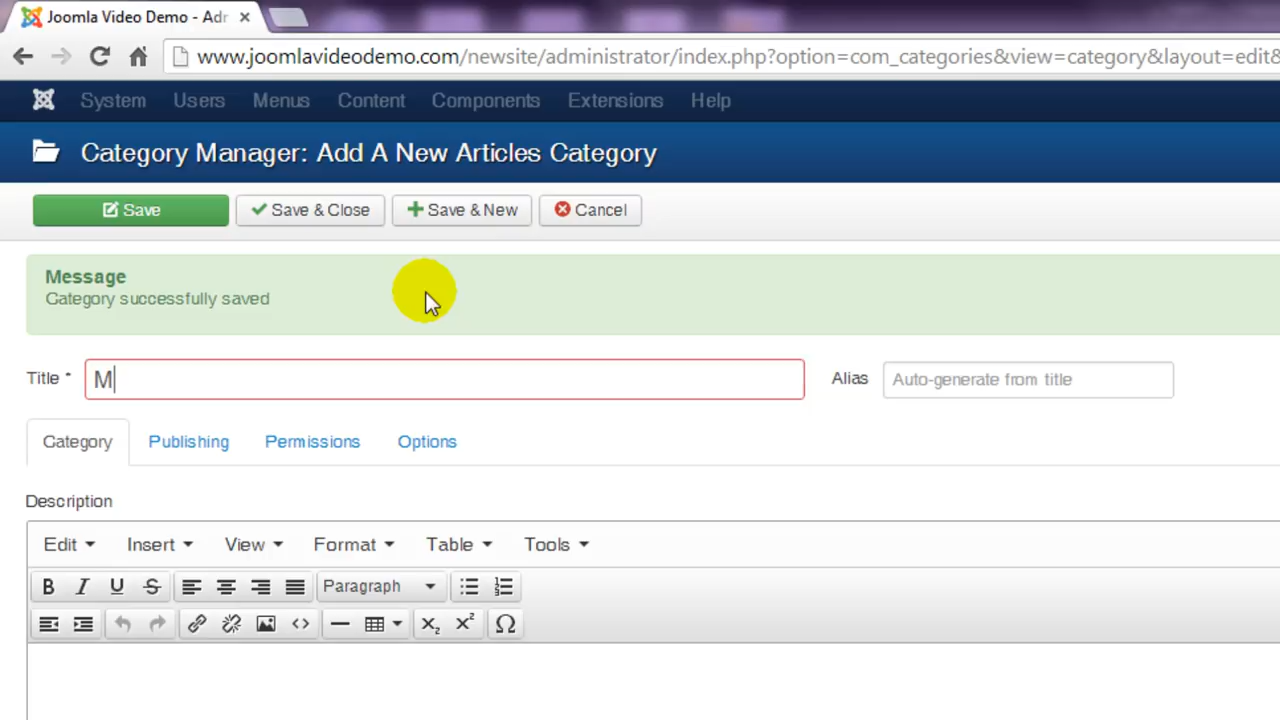 Joomla Video Demo - Adr
www.joomlavideodemo.com/newsite/administrator/index.php?option=com_categories&view=category&layout=edit&
System Users Menus Content Components Extensions Help
Category Manager: Add A New Articles Category
Save Save & Close Save & New Cancel
Message
Category successfully saved
Title * M Alias Auto-generate from title
Category Publishing Permissions Options
Description
Edit Insert View Format Table Tools
B I U S Paragraph
X₂ X² Ω